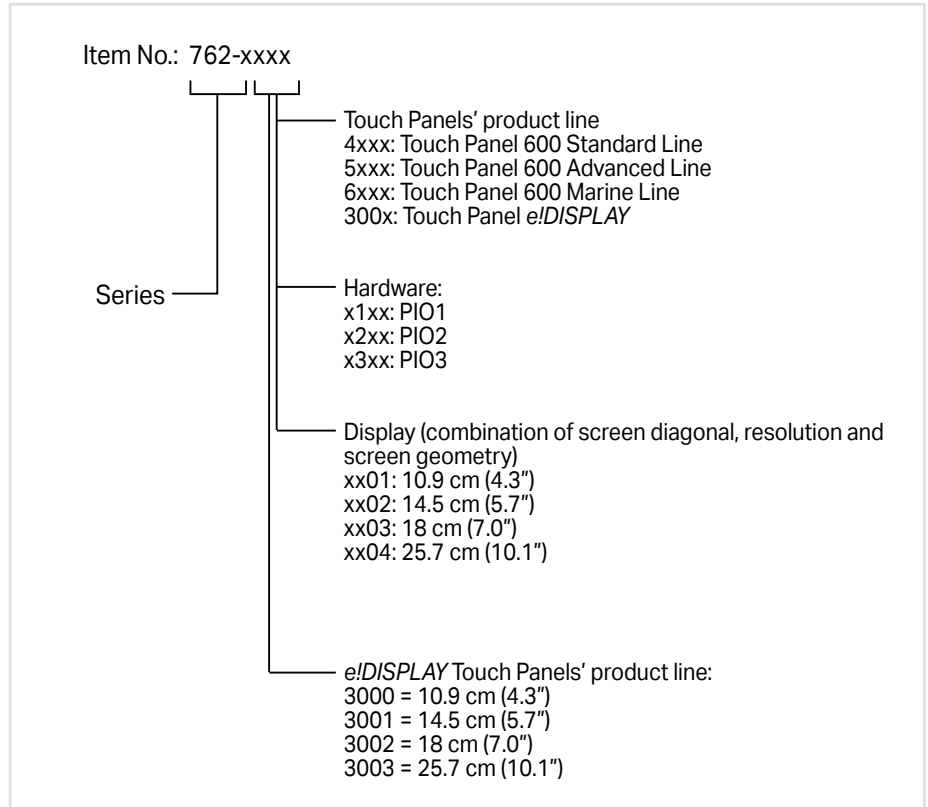 Item No.: 762-xxxx
Touch Panels' product line
4xxx: Touch Panel 600 Standard Line
5xxx: Touch Panel 600 Advanced Line
6xxx: Touch Panel 600 Marine Line
300x: Touch Panel e!DISPLAY
Series
Hardware:
x1xx: PIO1
x2xx: PIO2
x3xx: PIO3
Display (combination of screen diagonal, resolution and
screen geometry)
xx01: 10.9 cm (4.3")
xx02: 14.5 cm (5.7")
xx03: 18 cm (7.0")
xx04: 25.7 cm (10.1")
e!DISPLAY Touch Panels' product line:
3000 = 10.9 cm (4.3")
3001 = 14.5 cm (5.7")
3002 = 18 cm (7.0")
3003 = 25.7 cm (10.1")